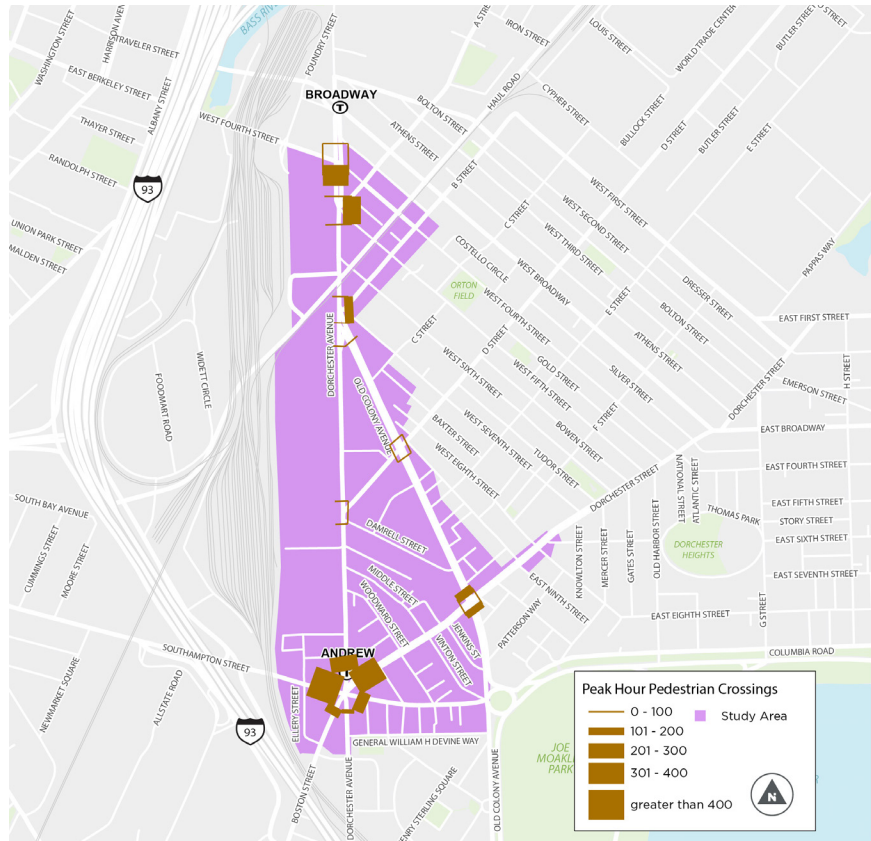 BASS RIVER
A STREET
IRON STREET
LOUIS STREET
WORLD TRADE CENTER
BUTLER STREET
D STREET
HARRISON AVENUE
WASHINGTON STREET
TRAVELER STREET
EAST BERKELEY STREET
ALBANY STREET
FOUNDRY STREET
HAUL ROAD
CYPHER STREET
BULLOCK STREET
D STREET
BUTLER STREET
E STREET
BROADWAY
T
BOLTON STREET
ATHENS STREET
THAYER STREET
RANDOLPH STREET
WEST FOURTH STREET
B STREET
93
WEST FIRST STREET
WEST SECOND STREET
C STREET
UNION PARK STREET
MALDEN STREET
COSTELLO CIRCLE
WEST THIRD STREET
PAPPAS WAY
WEST BROADWAY
ORTON
FIELD
DRESSER STREET
E STREET
BOLTON STREET
WEST FOURTH STREET
C STREET
D STREET
EAST FIRST STREET
DORCHESTER AVENUE
WIDETT CIRCLE
FOODMART ROAD
GOLD STREET
ATHENS STREET
WEST SIXTH STREET
WEST FIFTH STREET
SILVER STREET
DORCHESTER STREET
EMERSON STREET
H STREET
OLD COLONY AVENUE
F STREET
BOWEN STREET
BAXTER STREET
WEST SEVENTH STREET
TUDOR STREET
WEST EIGHTH STREET
EAST BROADWAY
EAST FOURTH STREET
DORCHESTER STREET
NATIONAL STREET
ATLANTIC STREET
SOUTH BAY AVENUE
EAST FIFTH STREET
THOMAS PARK
STORY STREET
DAMRELL STREET
EAST SIXTH STREET
CUMMINGS STREET
MOORE STREET
KNOWLTON STREET
MERCER STREET
GATES STREET
OLD HARBOR STREET
DORCHESTER
HEIGHTS
EAST SEVENTH STREET
MIDDLE STREET
EAST NINTH STREET
WOODWARD STREET
PATTERSON WAY
G STREET
EAST EIGHTH STREET
JENKINS ST
VINTON STREET
SOUTHAMPTON STREET
ANDREW
COLUMBIA ROAD
NEWMARKET SQUARE
ALLSTATE ROAD
ELLERY STREET
93
GENERAL WILLIAM H DEVINE WAY
BOSTON STREET
DORCHESTER AVENUE
HENRY STERLING SQUARE
OLD COLONY AVENUE
JOE
MOAKLEY
PARK
Peak Hour Pedestrian Crossings
0 - 100
Study Area
101 - 200
201 - 300
301 - 400
greater than 400
N